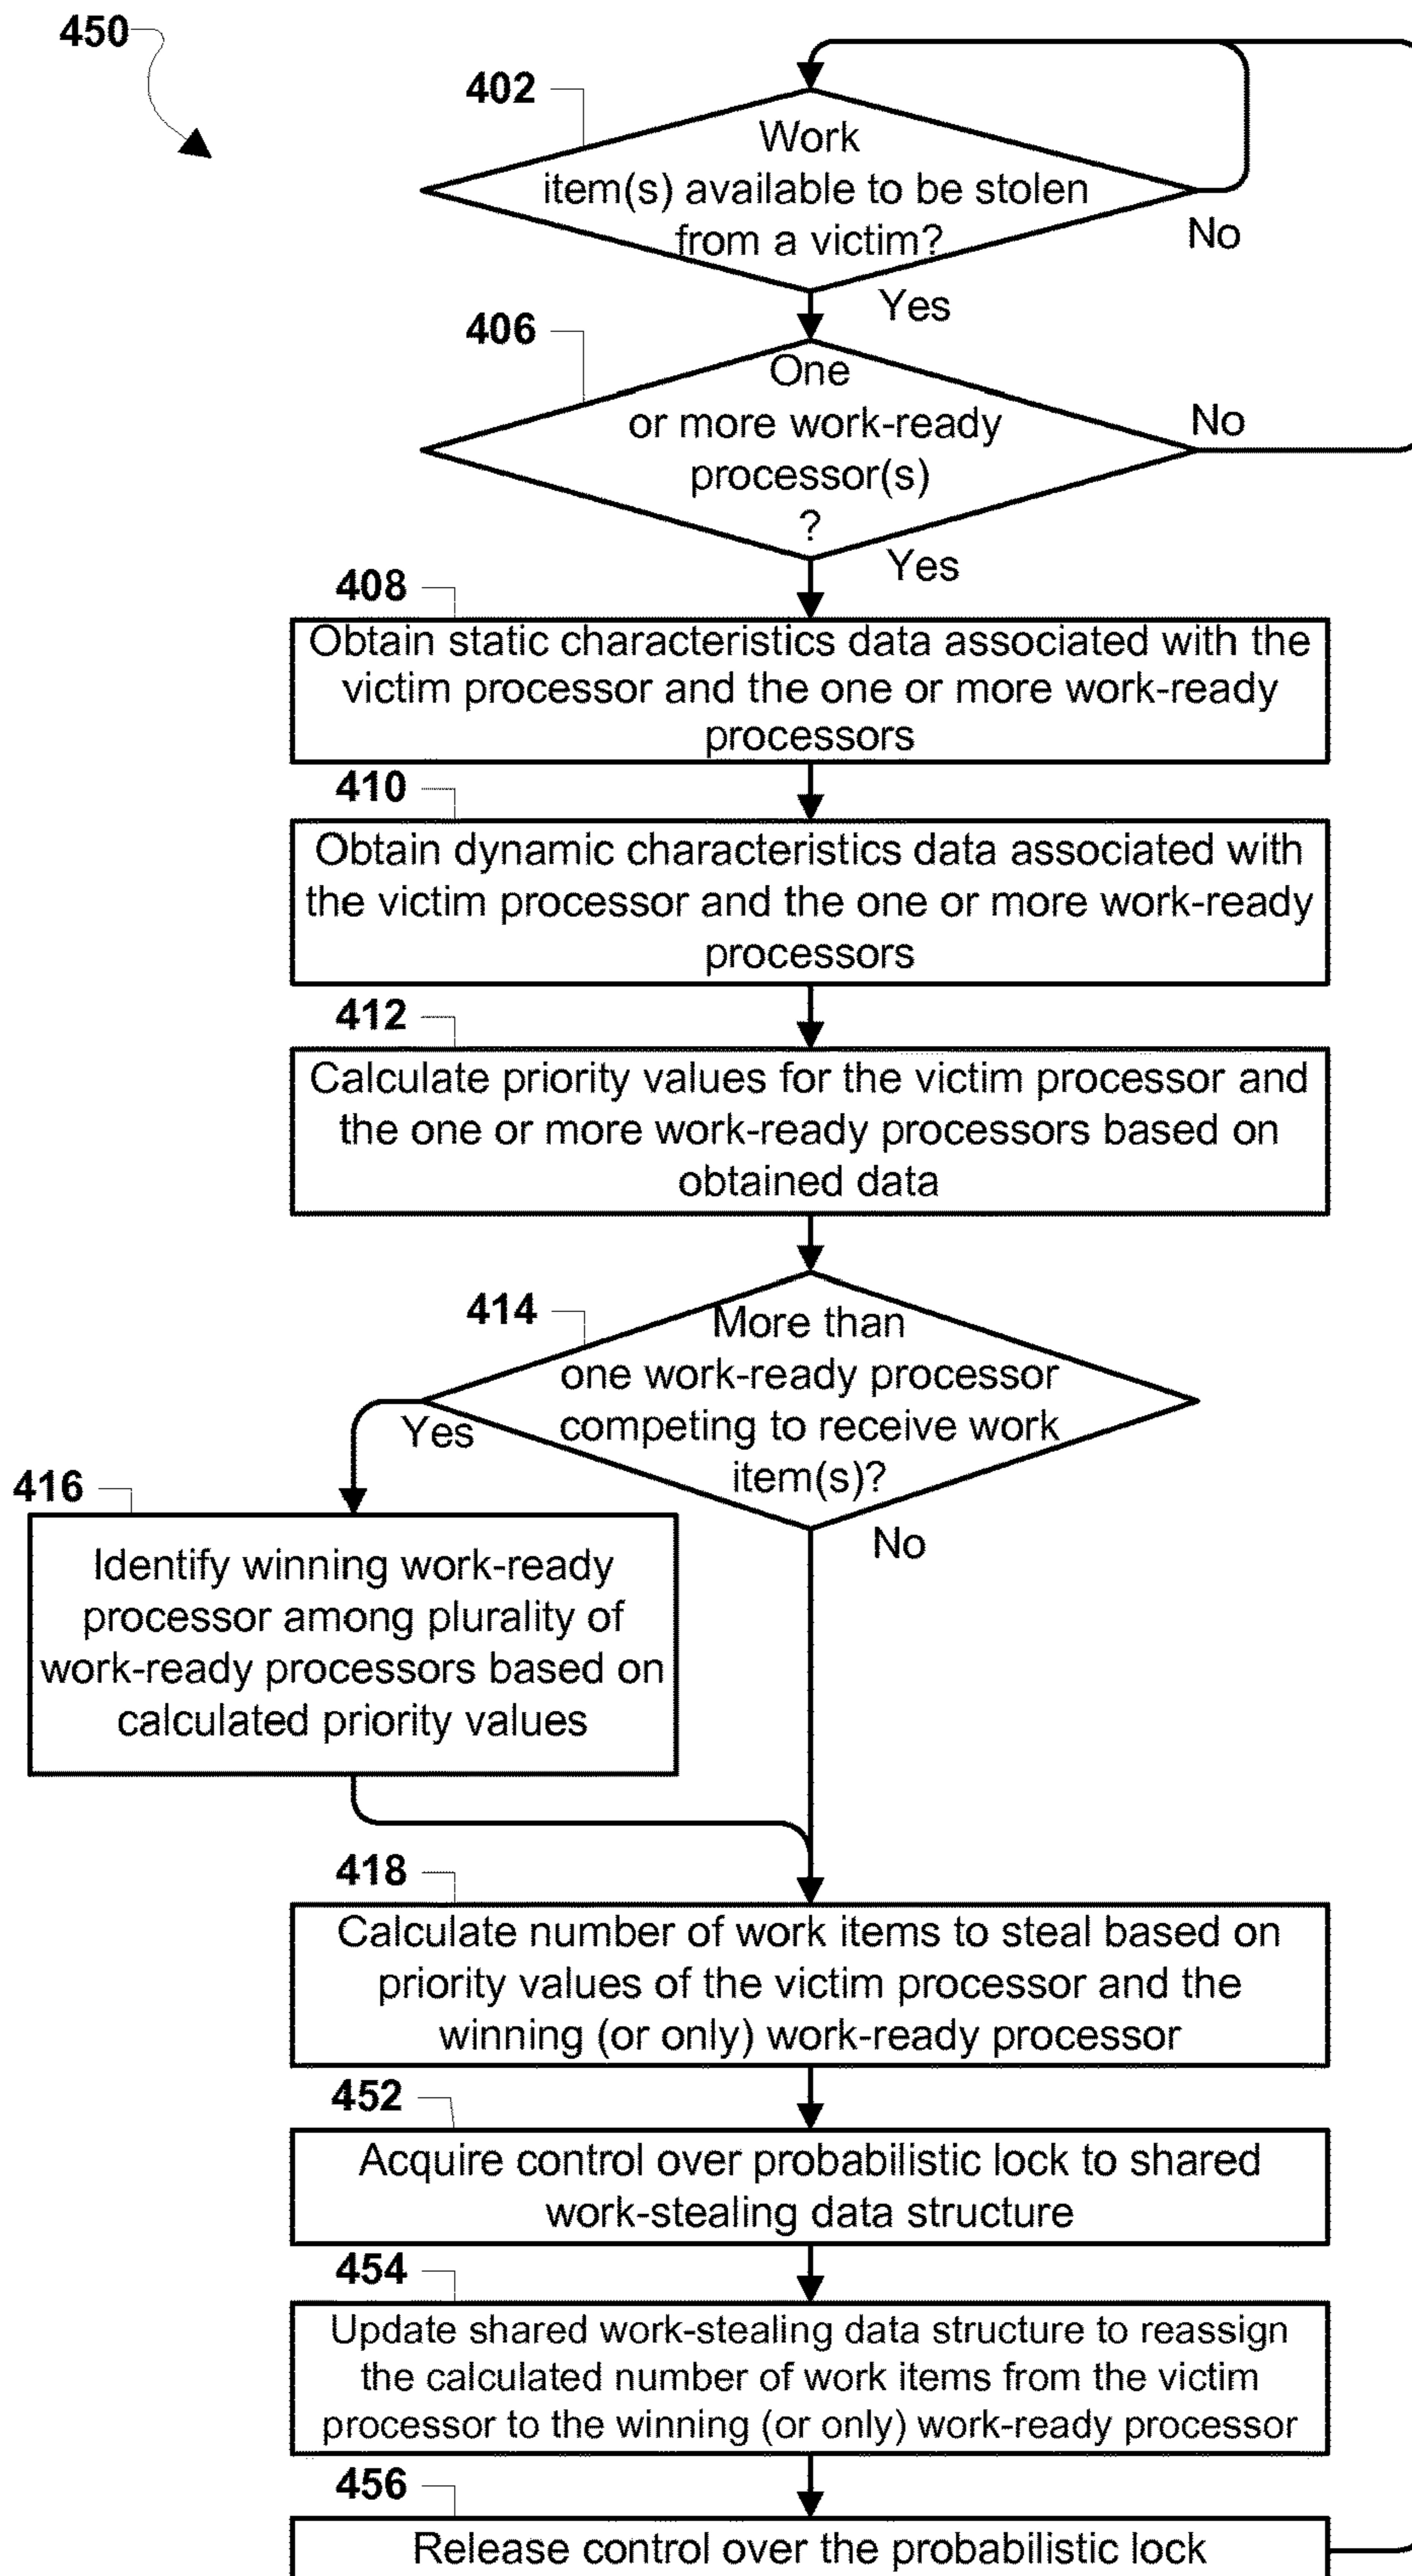 450
402
Work
item(s) available to be stolen
from a victim?
No
Yes
406
One
or more work-ready
processor(s)
?
No
Yes
408
Obtain static characteristics data associated with the
victim processor and the one or more work-ready
processors
410
Obtain dynamic characteristics data associated with
the victim processor and the one or more work-ready
processors
412
Calculate priority values for the victim processor and
the one or more work-ready processors based on
obtained data
414
More than
one work-ready processor
competing to receive work
item(s)?
Yes
No
416
Identify winning work-ready
processor among plurality of
work-ready processors based on
calculated priority values
418
Calculate number of work items to steal based on
priority values of the victim processor and the
winning (or only) work-ready processor
452
Acquire control over probabilistic lock to shared
work-stealing data structure
454
Update shared work-stealing data structure to reassign
the calculated number of work items from the victim
processor to the winning (or only) work-ready processor
456
Release control over the probabilistic lock